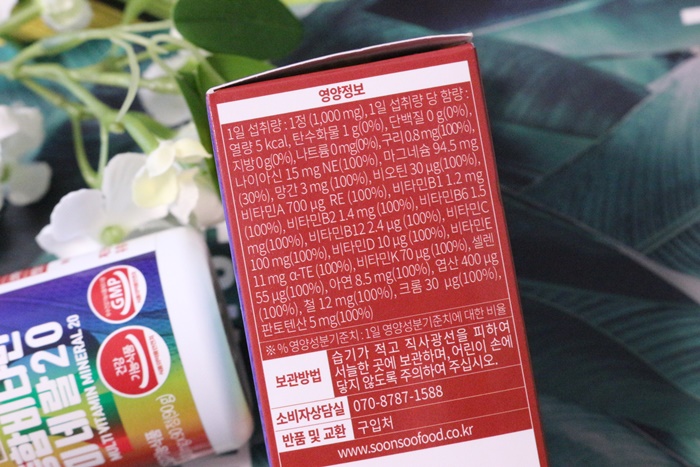 영양정보
1일 섭취량 : 1정 (1,000 mg), 1일 섭취량 당 함량 :
열량 5 kcal, 탄수화물 1 g(0%), 단백질 0 g(0%),
지방 0 g(0%), 나트륨 0 mg(0%), 구리 0.8 mg(100%),
나이아신 15 mg NE(100%), 마그네슘 94.5 mg
(30%), 망간 3 mg (100%), 비오틴 30 μg(100%),
비타민A 700 μg RE (100%), 비타민B1 1.2 mg
(100%), 비타민B2 1.4 mg (100%), 비타민B6 1.5
mg(100%), 비타민B12 2.4 μg (100%), 비타민C
100 mg(100%), 비타민D 10 μg (100%), 비타민E
11 mg α-TE (100%), 비타민K 70 μg (100%), 셀렌
55 μg(100%), 아연 8.5 mg(100%), 엽산 400 μg
(100%), 철 12 mg(100%), 크롬 30 μg(100%),
판토텐산 5 mg(100%)
※ % 영양성분기준치 : 1일 영양성분기준치에 대한 비율
보관방법
습기가 적고 직사광선을 피하여
서늘한 곳에 보관하며, 어린이 손에
닿지 않도록 주의하여 주십시오.
소비자상담실 070-8787-1588
반품 및 교환 구입처
www.soonsoofood.co.kr
GMP
건강
기능식품
비타민
미네랄 20
MULTI VITAMIN MINERAL 20